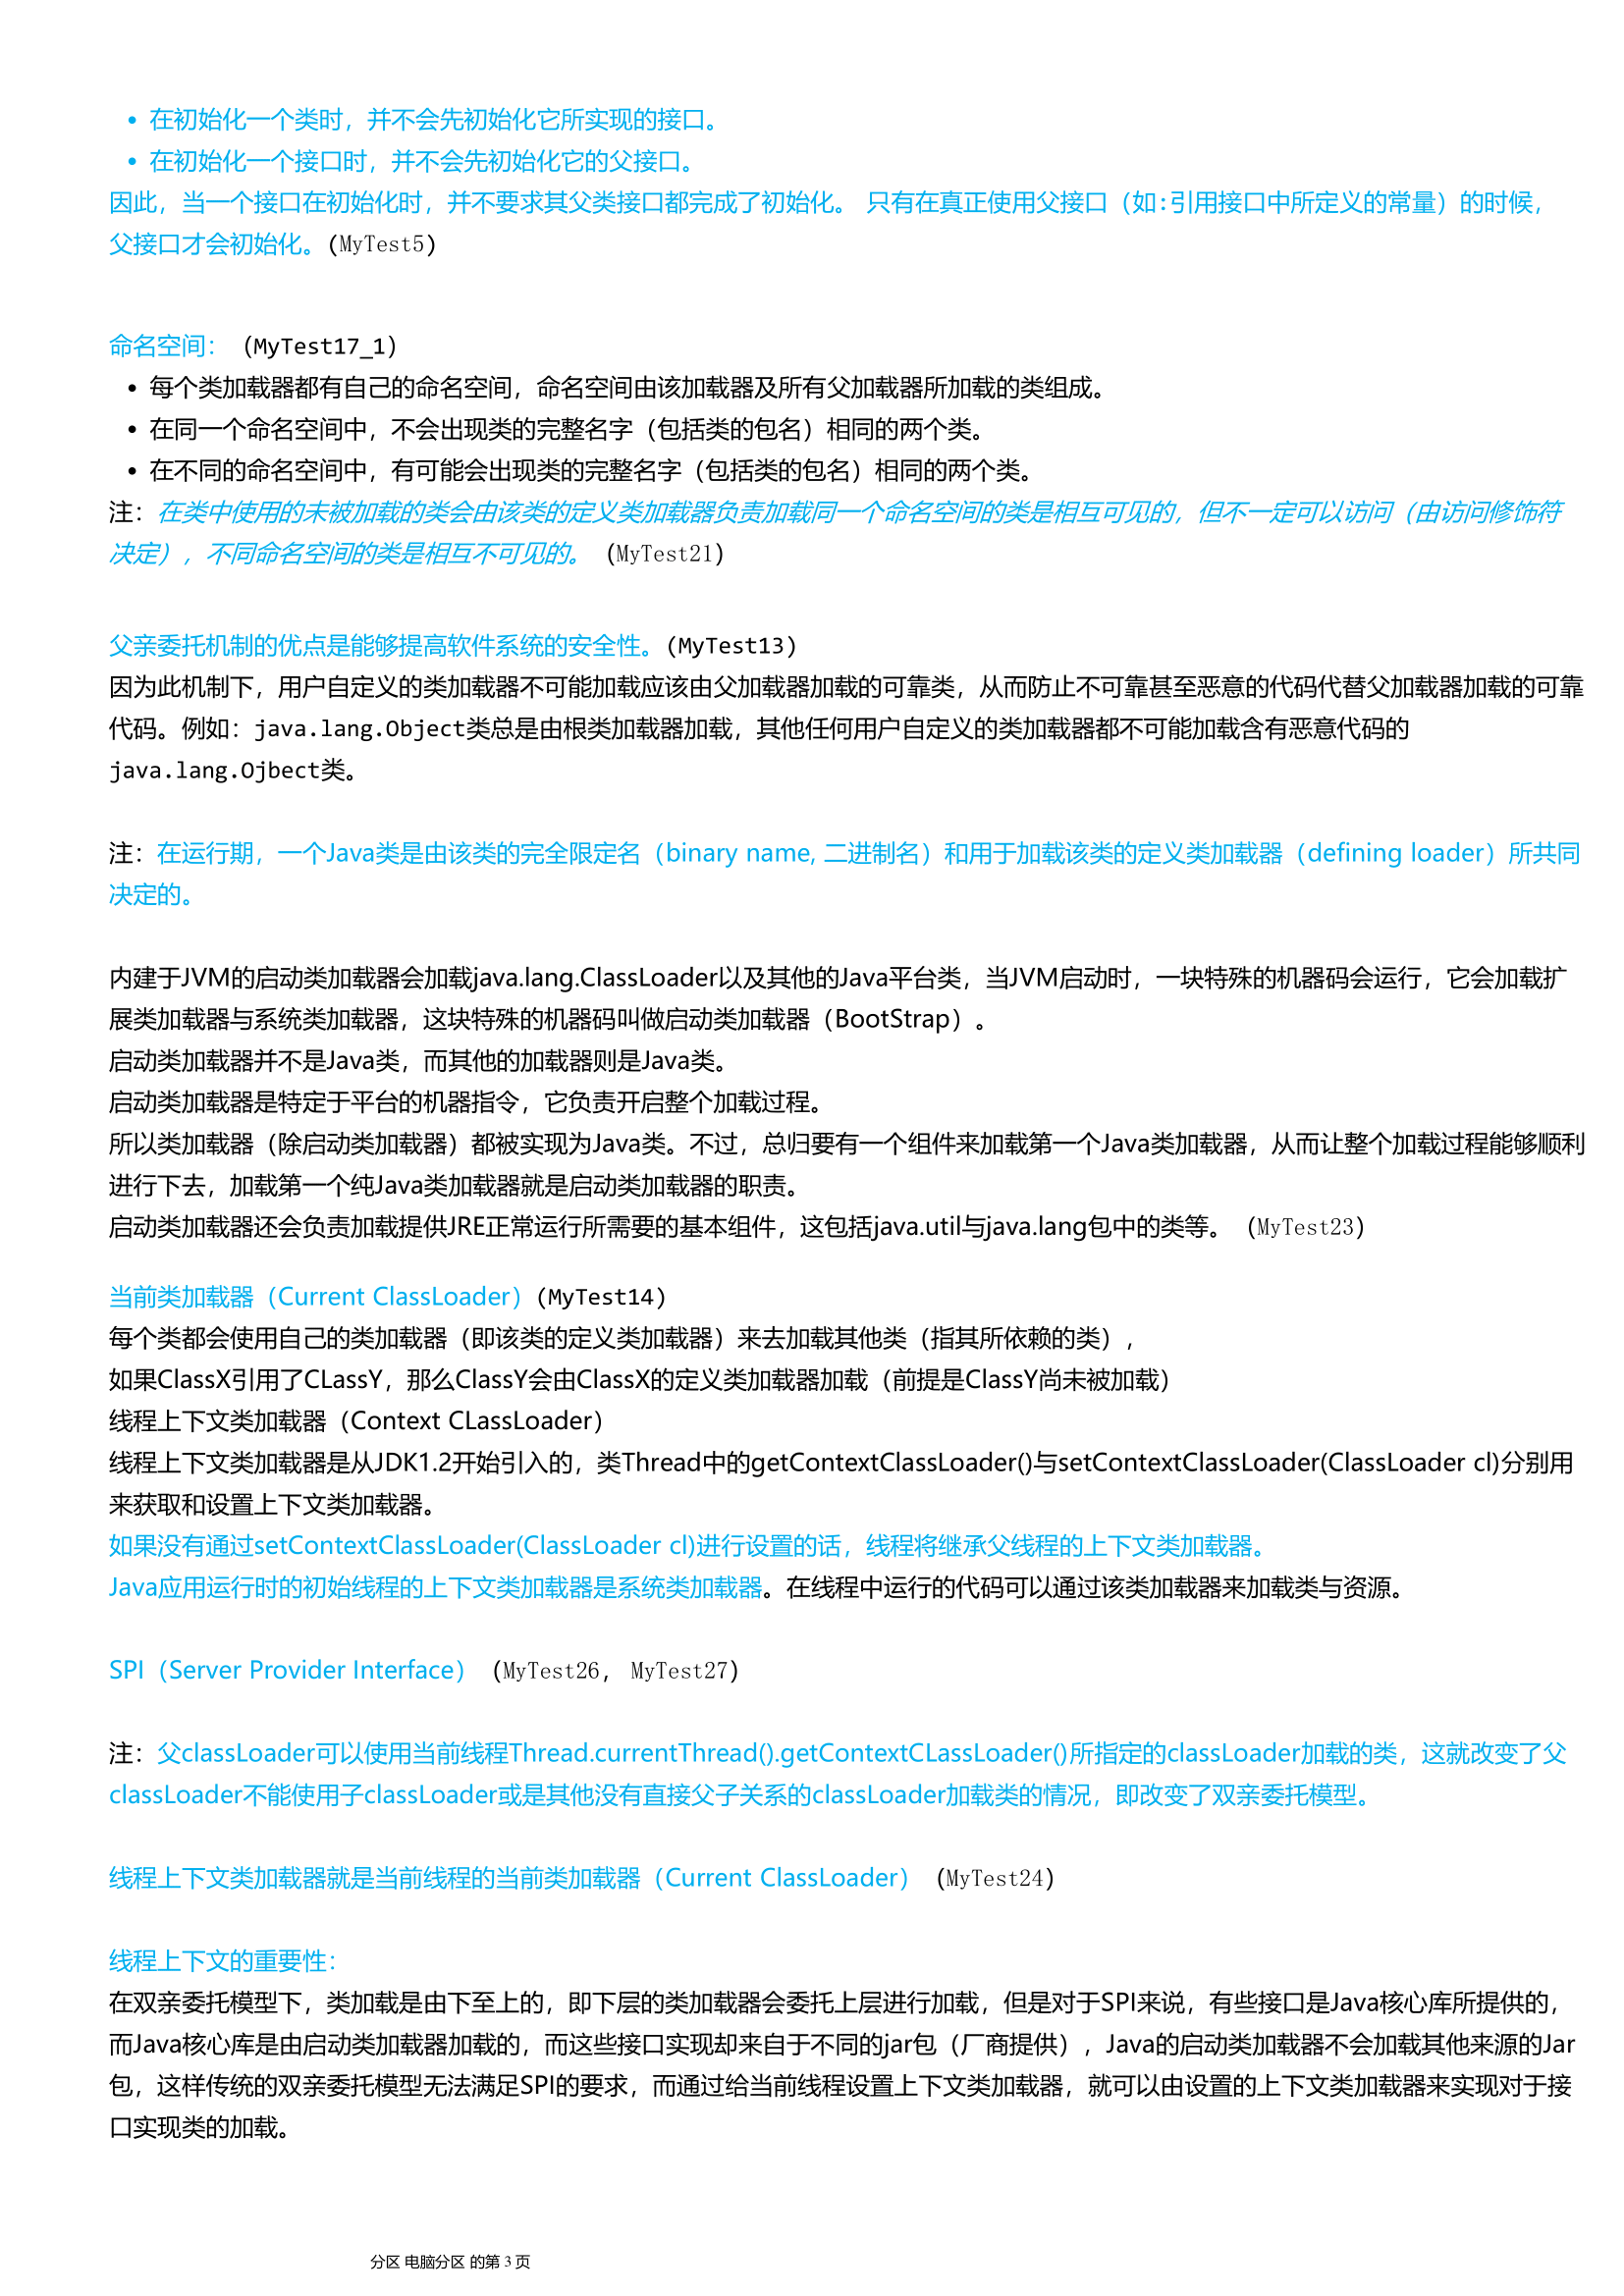 • 在初始化一个类时，并不会先初始化它所实现的接口。
• 在初始化一个接口时，并不会先初始化它的父接口。
因此，当一个接口在初始化时，并不要求其父类接口都完成了初始化。 只有在真正使用父接口（如:引用接口中所定义的常量）的时候，
父接口才会初始化。(MyTest5)
命名空间：（MyTest17_1）
• 每个类加载器都有自己的命名空间，命名空间由该加载器及所有父加载器所加载的类组成。
• 在同一个命名空间中，不会出现类的完整名字（包括类的包名）相同的两个类。
• 在不同的命名空间中，有可能会出现类的完整名字（包括类的包名）相同的两个类。
注：在类中使用的未被加载的类会由该类的定义类加载器负责加载同一个命名空间的类是相互可见的，但不一定可以访问（由访问修饰符
决定），不同命名空间的类是相互不可见的。（MyTest21）
父亲委托机制的优点是能够提高软件系统的安全性。(MyTest13)
因为此机制下，用户自定义的类加载器不可能加载应该由父加载器加载的可靠类，从而防止不可靠甚至恶意的代码代替父加载器加载的可靠
代码。例如：java.lang.Object类总是由根类加载器加载，其他任何用户自定义的类加载器都不可能加载含有恶意代码的
java.lang.Ojbect类。
注：在运行期，一个Java类是由该类的完全限定名（binary name, 二进制名）和用于加载该类的定义类加载器（defining loader）所共同
决定的。
内建于JVM的启动类加载器会加载java.lang.ClassLoader以及其他的Java平台类，当JVM启动时，一块特殊的机器码会运行，它会加载扩
展类加载器与系统类加载器，这块特殊的机器码叫做启动类加载器（BootStrap）。
启动类加载器并不是Java类，而其他的加载器则是Java类。
启动类加载器是特定于平台的机器指令，它负责开启整个加载过程。
所以类加载器（除启动类加载器）都被实现为Java类。不过，总归要有一个组件来加载第一个Java类加载器，从而让整个加载过程能够顺利
进行下去，加载第一个纯Java类加载器就是启动类加载器的职责。
启动类加载器还会负责加载提供JRE正常运行所需要的基本组件，这包括java.util与java.lang包中的类等。（MyTest23）
当前类加载器（Current ClassLoader）(MyTest14)
每个类都会使用自己的类加载器（即该类的定义类加载器）来去加载其他类（指其所依赖的类），
如果ClassX引用了CLassY，那么ClassY会由ClassX的定义类加载器加载（前提是ClassY尚未被加载）
线程上下文类加载器（Context CLassLoader）
线程上下文类加载器是从JDK1.2开始引入的，类Thread中的getContextClassLoader()与setContextClassLoader(ClassLoader cl)分别用
来获取和设置上下文类加载器。
如果没有通过setContextClassLoader(ClassLoader cl)进行设置的话，线程将继承父线程的上下文类加载器。
Java应用运行时的初始线程的上下文类加载器是系统类加载器。在线程中运行的代码可以通过该类加载器来加载类与资源。
SPI（Server Provider Interface）（MyTest26， MyTest27）
注：父classLoader可以使用当前线程Thread.currentThread().getContextCLassLoader()所指定的classLoader加载的类，这就改变了父
classLoader不能使用子classLoader或是其他没有直接父子关系的classLoader加载类的情况，即改变了双亲委托模型。
线程上下文类加载器就是当前线程的当前类加载器（Current ClassLoader）（MyTest24）
线程上下文的重要性：
在双亲委托模型下，类加载是由下至上的，即下层的类加载器会委托上层进行加载，但是对于SPI来说，有些接口是Java核心库所提供的，
而Java核心库是由启动类加载器加载的，而这些接口实现却来自于不同的jar包（厂商提供），Java的启动类加载器不会加载其他来源的Jar
包，这样传统的双亲委托模型无法满足SPI的要求，而通过给当前线程设置上下文类加载器，就可以由设置的上下文类加载器来实现对于接
口实现类的加载。
分区 电脑分区 的第 3 页